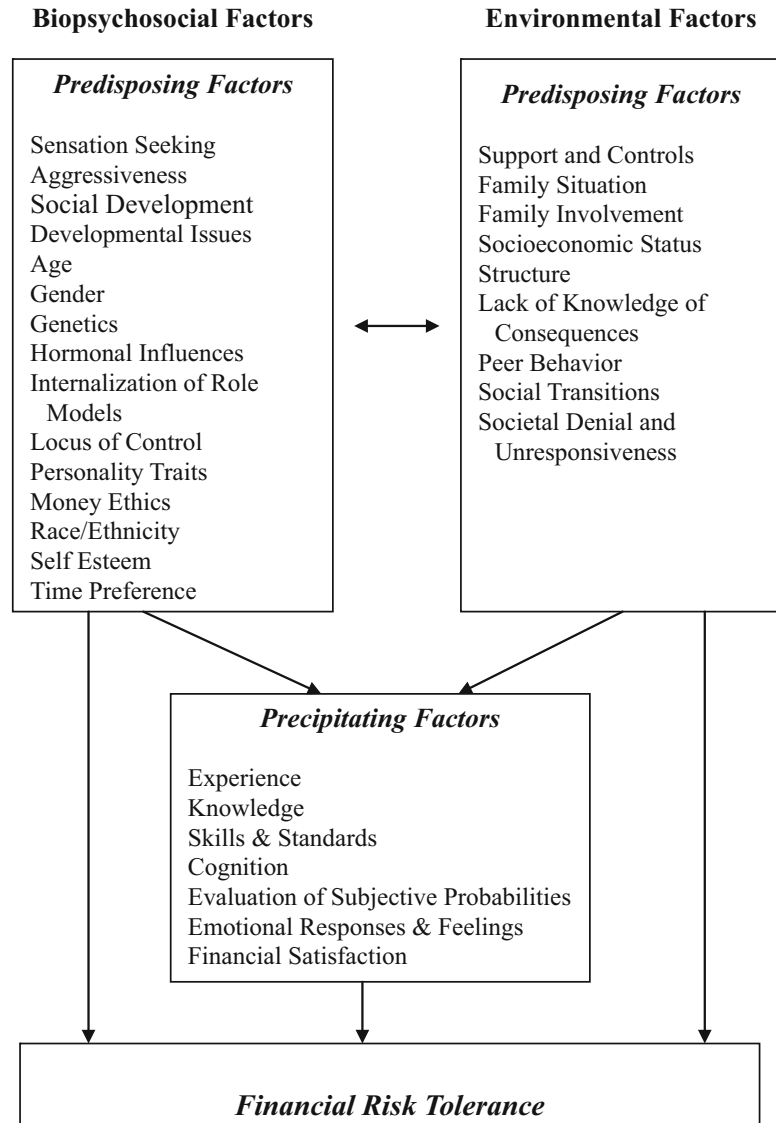 Biopsychosocial Factors
Environmental Factors
Predisposing Factors
Sensation Seeking
Aggressiveness
Social Development
Developmental Issues
Age
Gender
Genetics
Hormonal Influences
Internalization of Role
Models
Locus of Control
Personality Traits
Money Ethics
Race/Ethnicity
Self Esteem
Time Preference
Predisposing Factors
Support and Controls
Family Situation
Family Involvement
Socioeconomic Status
Structure
Lack of Knowledge of
Consequences
Peer Behavior
Social Transitions
Societal Denial and
Unresponsiveness
Precipitating Factors
Experience
Knowledge
Skills & Standards
Cognition
Evaluation of Subjective Probabilities
Emotional Responses & Feelings
Financial Satisfaction
Financial Risk Tolerance